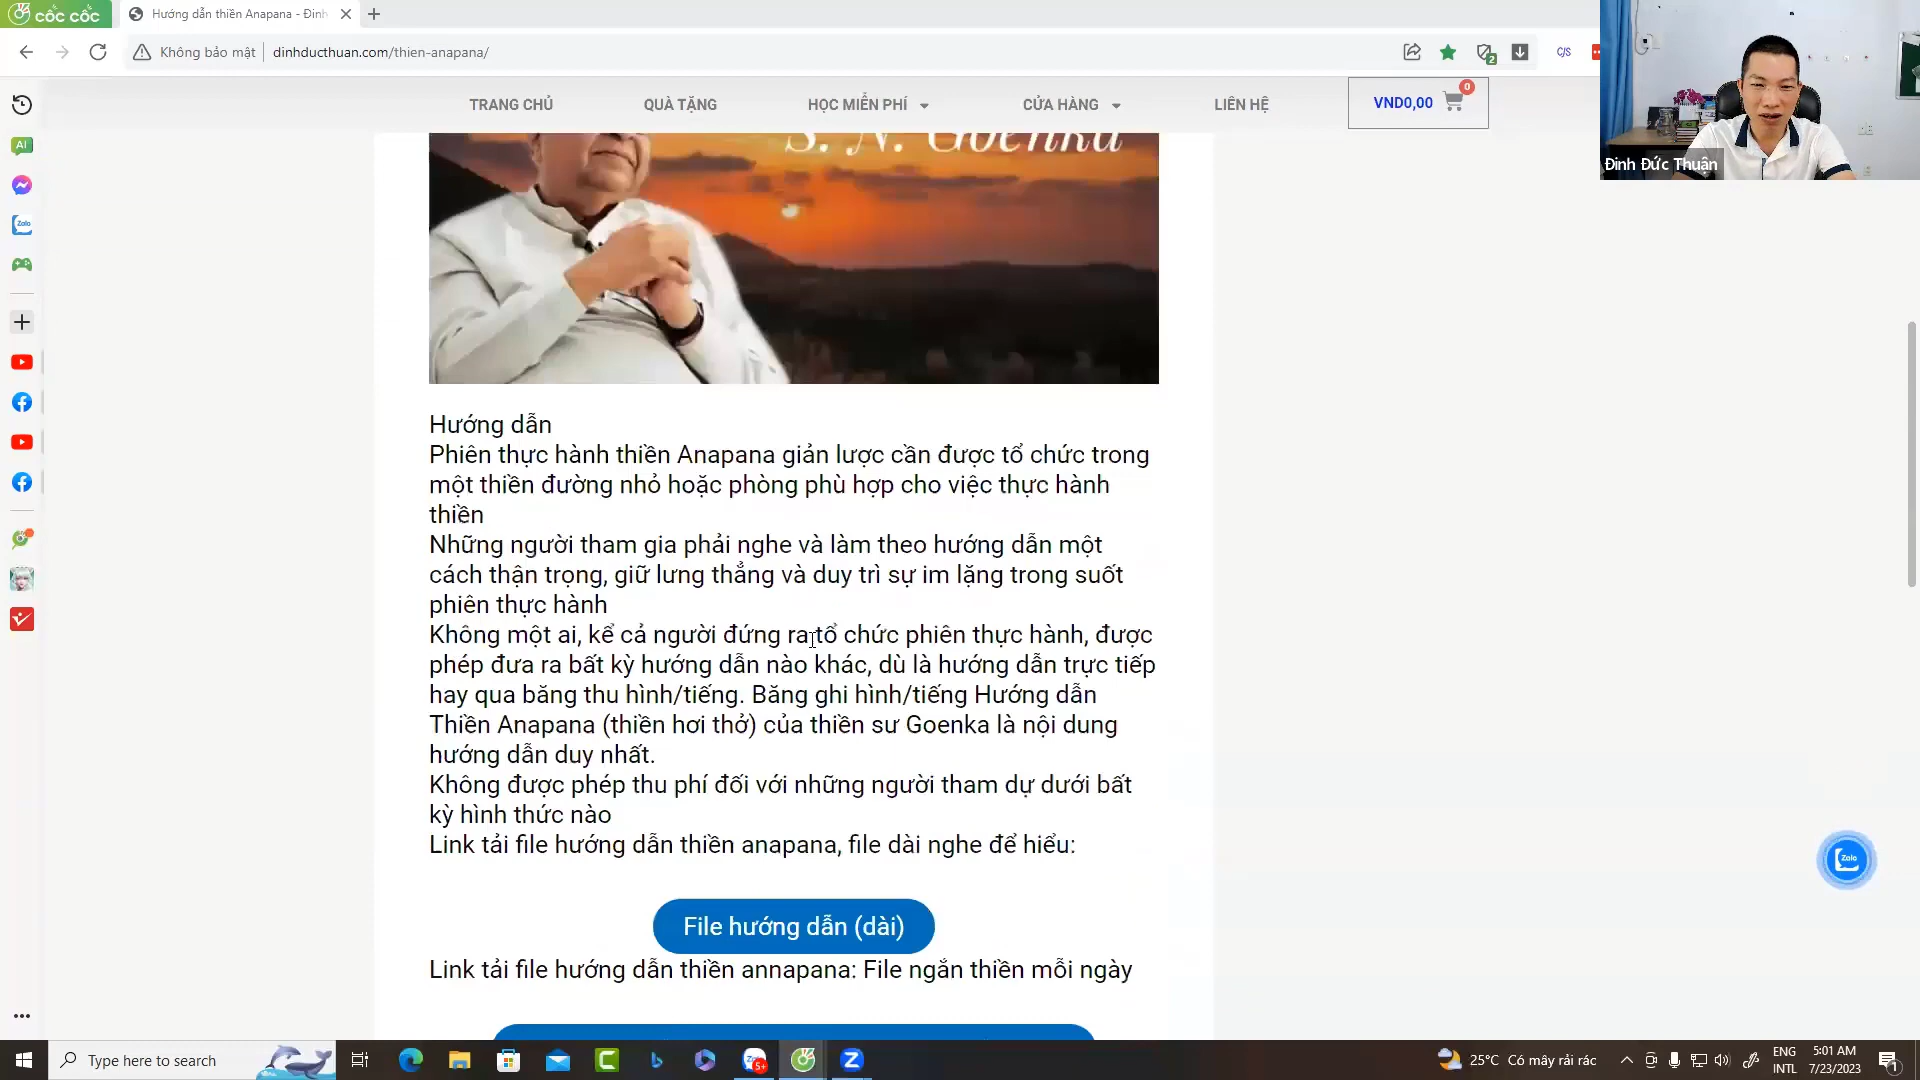 cốc cốc
Hướng dẫn thiền Anapana - Đinh
Không bảo mật
dinhducthuan.com/thien-anapana/
2
C/S
TRANG CHỦ
QUÀ TẶNG
HỌC MIỄN PHÍ
CỬA HÀNG
LIÊN HỆ
VND0,00
0
Đinh Đức Thuận
AI
Zalo
S. N. Goenka
Hướng dẫn
Phiên thực hành thiền Anapana giản lược cần được tổ chức trong
một thiền đường nhỏ hoặc phòng phù hợp cho việc thực hành
thiền
Những người tham gia phải nghe và làm theo hướng dẫn một
cách thận trọng, giữ lưng thẳng và duy trì sự im lặng trong suốt
phiên thực hành
Không một ai, kể cả người đứng ra tổ chức phiên thực hành, được
phép đưa ra bất kỳ hướng dẫn nào khác, dù là hướng dẫn trực tiếp
hay qua băng thu hình/tiếng. Băng ghi hình/tiếng Hướng dẫn
Thiền Anapana (thiền hơi thở) của thiền sư Goenka là nội dung
hướng dẫn duy nhất.
Không được phép thu phí đối với những người tham dự dưới bất
kỳ hình thức nào
Link tải file hướng dẫn thiền anapana, file dài nghe để hiểu:
File hướng dẫn (dài)
Link tải file hướng dẫn thiền annapana: File ngắn thiền mỗi ngày
Zalo
Type here to search
5+
25°C Có mây rải rác
ENG
INTL
5:01 AM
7/23/2023
1